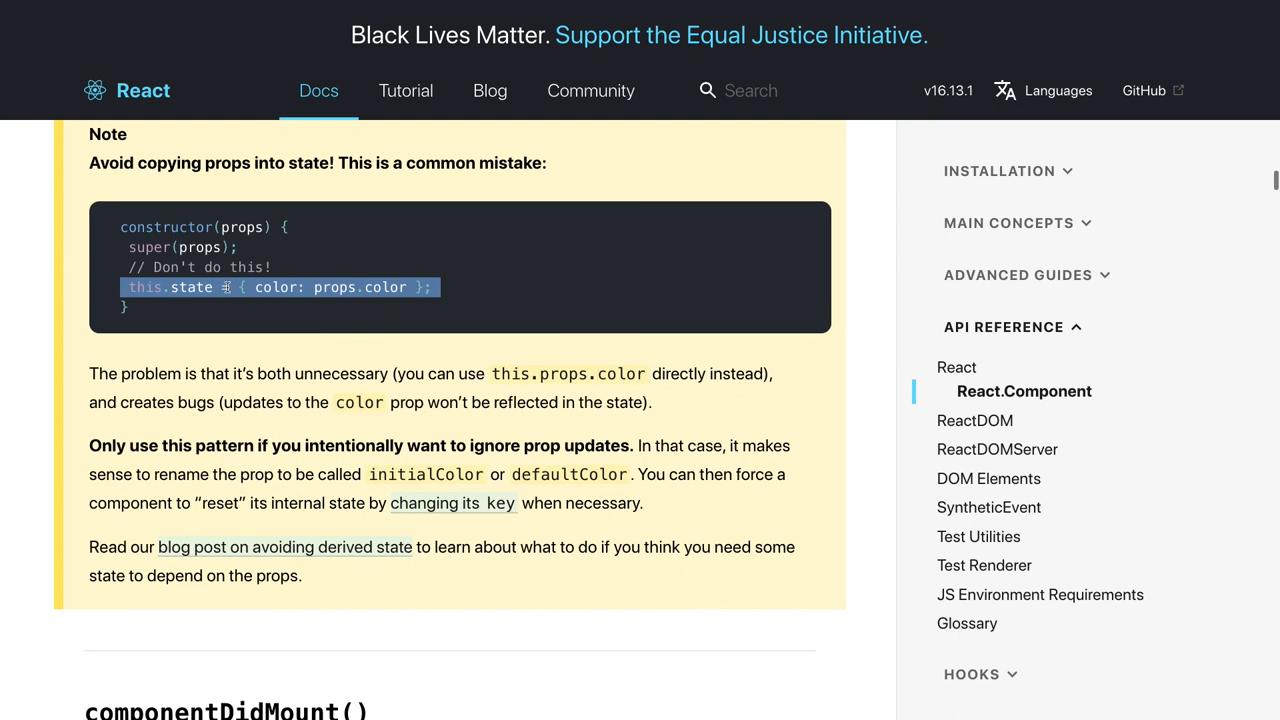 Black Lives Matter. Support the Equal Justice Initiative.
React
Docs
Tutorial
Blog
Community
Search
v16.13.1
Languages
GitHub
Note
Avoid copying props into state! This is a common mistake:
constructor(props) {
super(props);
// Don't do this!
this.state = { color: props.color };
}
The problem is that it’s both unnecessary (you can use this.props.color directly instead),
and creates bugs (updates to the color prop won’t be reflected in the state).
Only use this pattern if you intentionally want to ignore prop updates. In that case, it makes
sense to rename the prop to be called initialColor or defaultColor. You can then force a
component to “reset” its internal state by changing its key when necessary.
Read our blog post on avoiding derived state to learn about what to do if you think you need some
state to depend on the props.
componentDidMount()
INSTALLATION
MAIN CONCEPTS
ADVANCED GUIDES
API REFERENCE
React
React.Component
ReactDOM
ReactDOMServer
DOM Elements
SyntheticEvent
Test Utilities
Test Renderer
JS Environment Requirements
Glossary
HOOKS